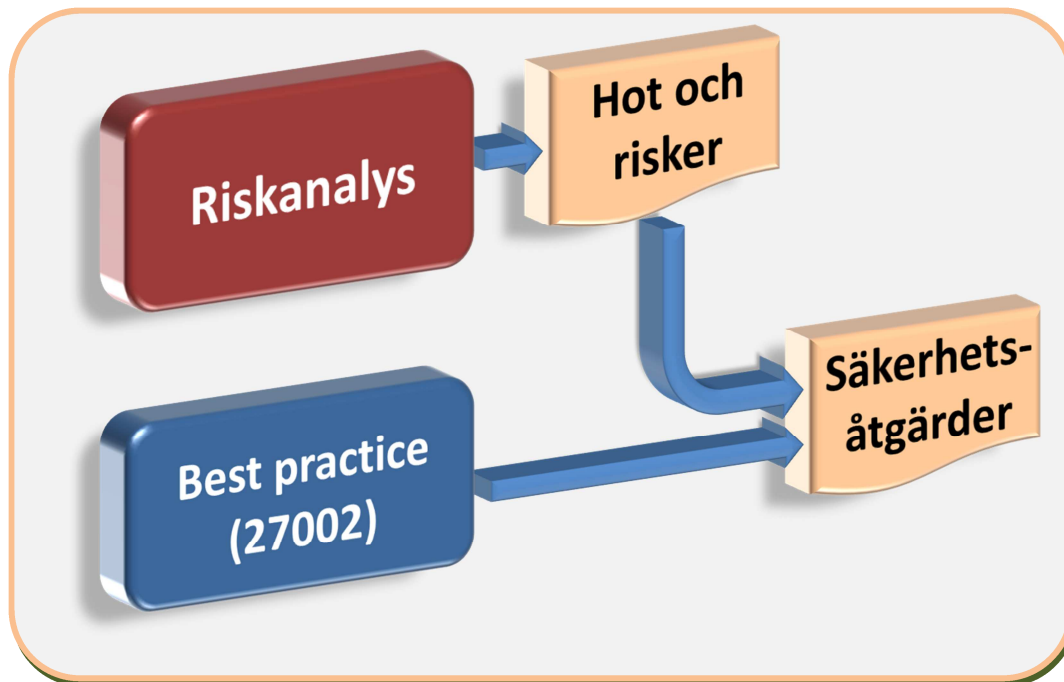 Riskanalys
Hot och
risker
Best practice
(27002)
Säkerhets-
åtgärder